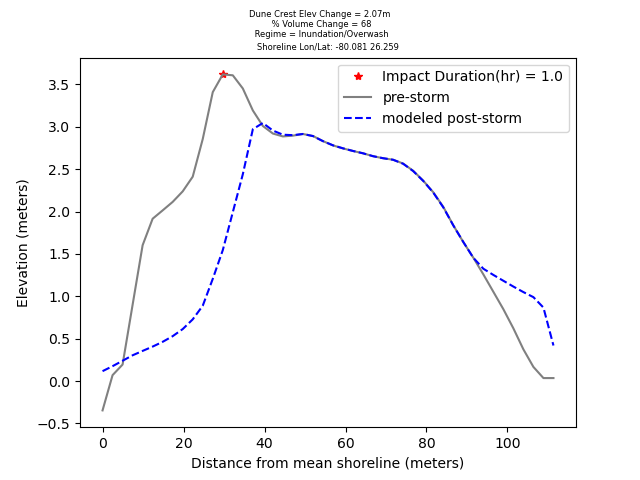 Dune Crest Elev Change = 2.07m
% Volume Change = 68
Regime = Inundation/Overwash
Shoreline Lon/Lat: -80.081 26.259
Impact Duration(hr) = 1.0
pre-storm
modeled post-storm
Elevation (meters)
3.5
3.0
2.5
2.0
1.5
1.0
0.5
0.0
−0.5
0 20 40 60 80 100
Distance from mean shoreline (meters)